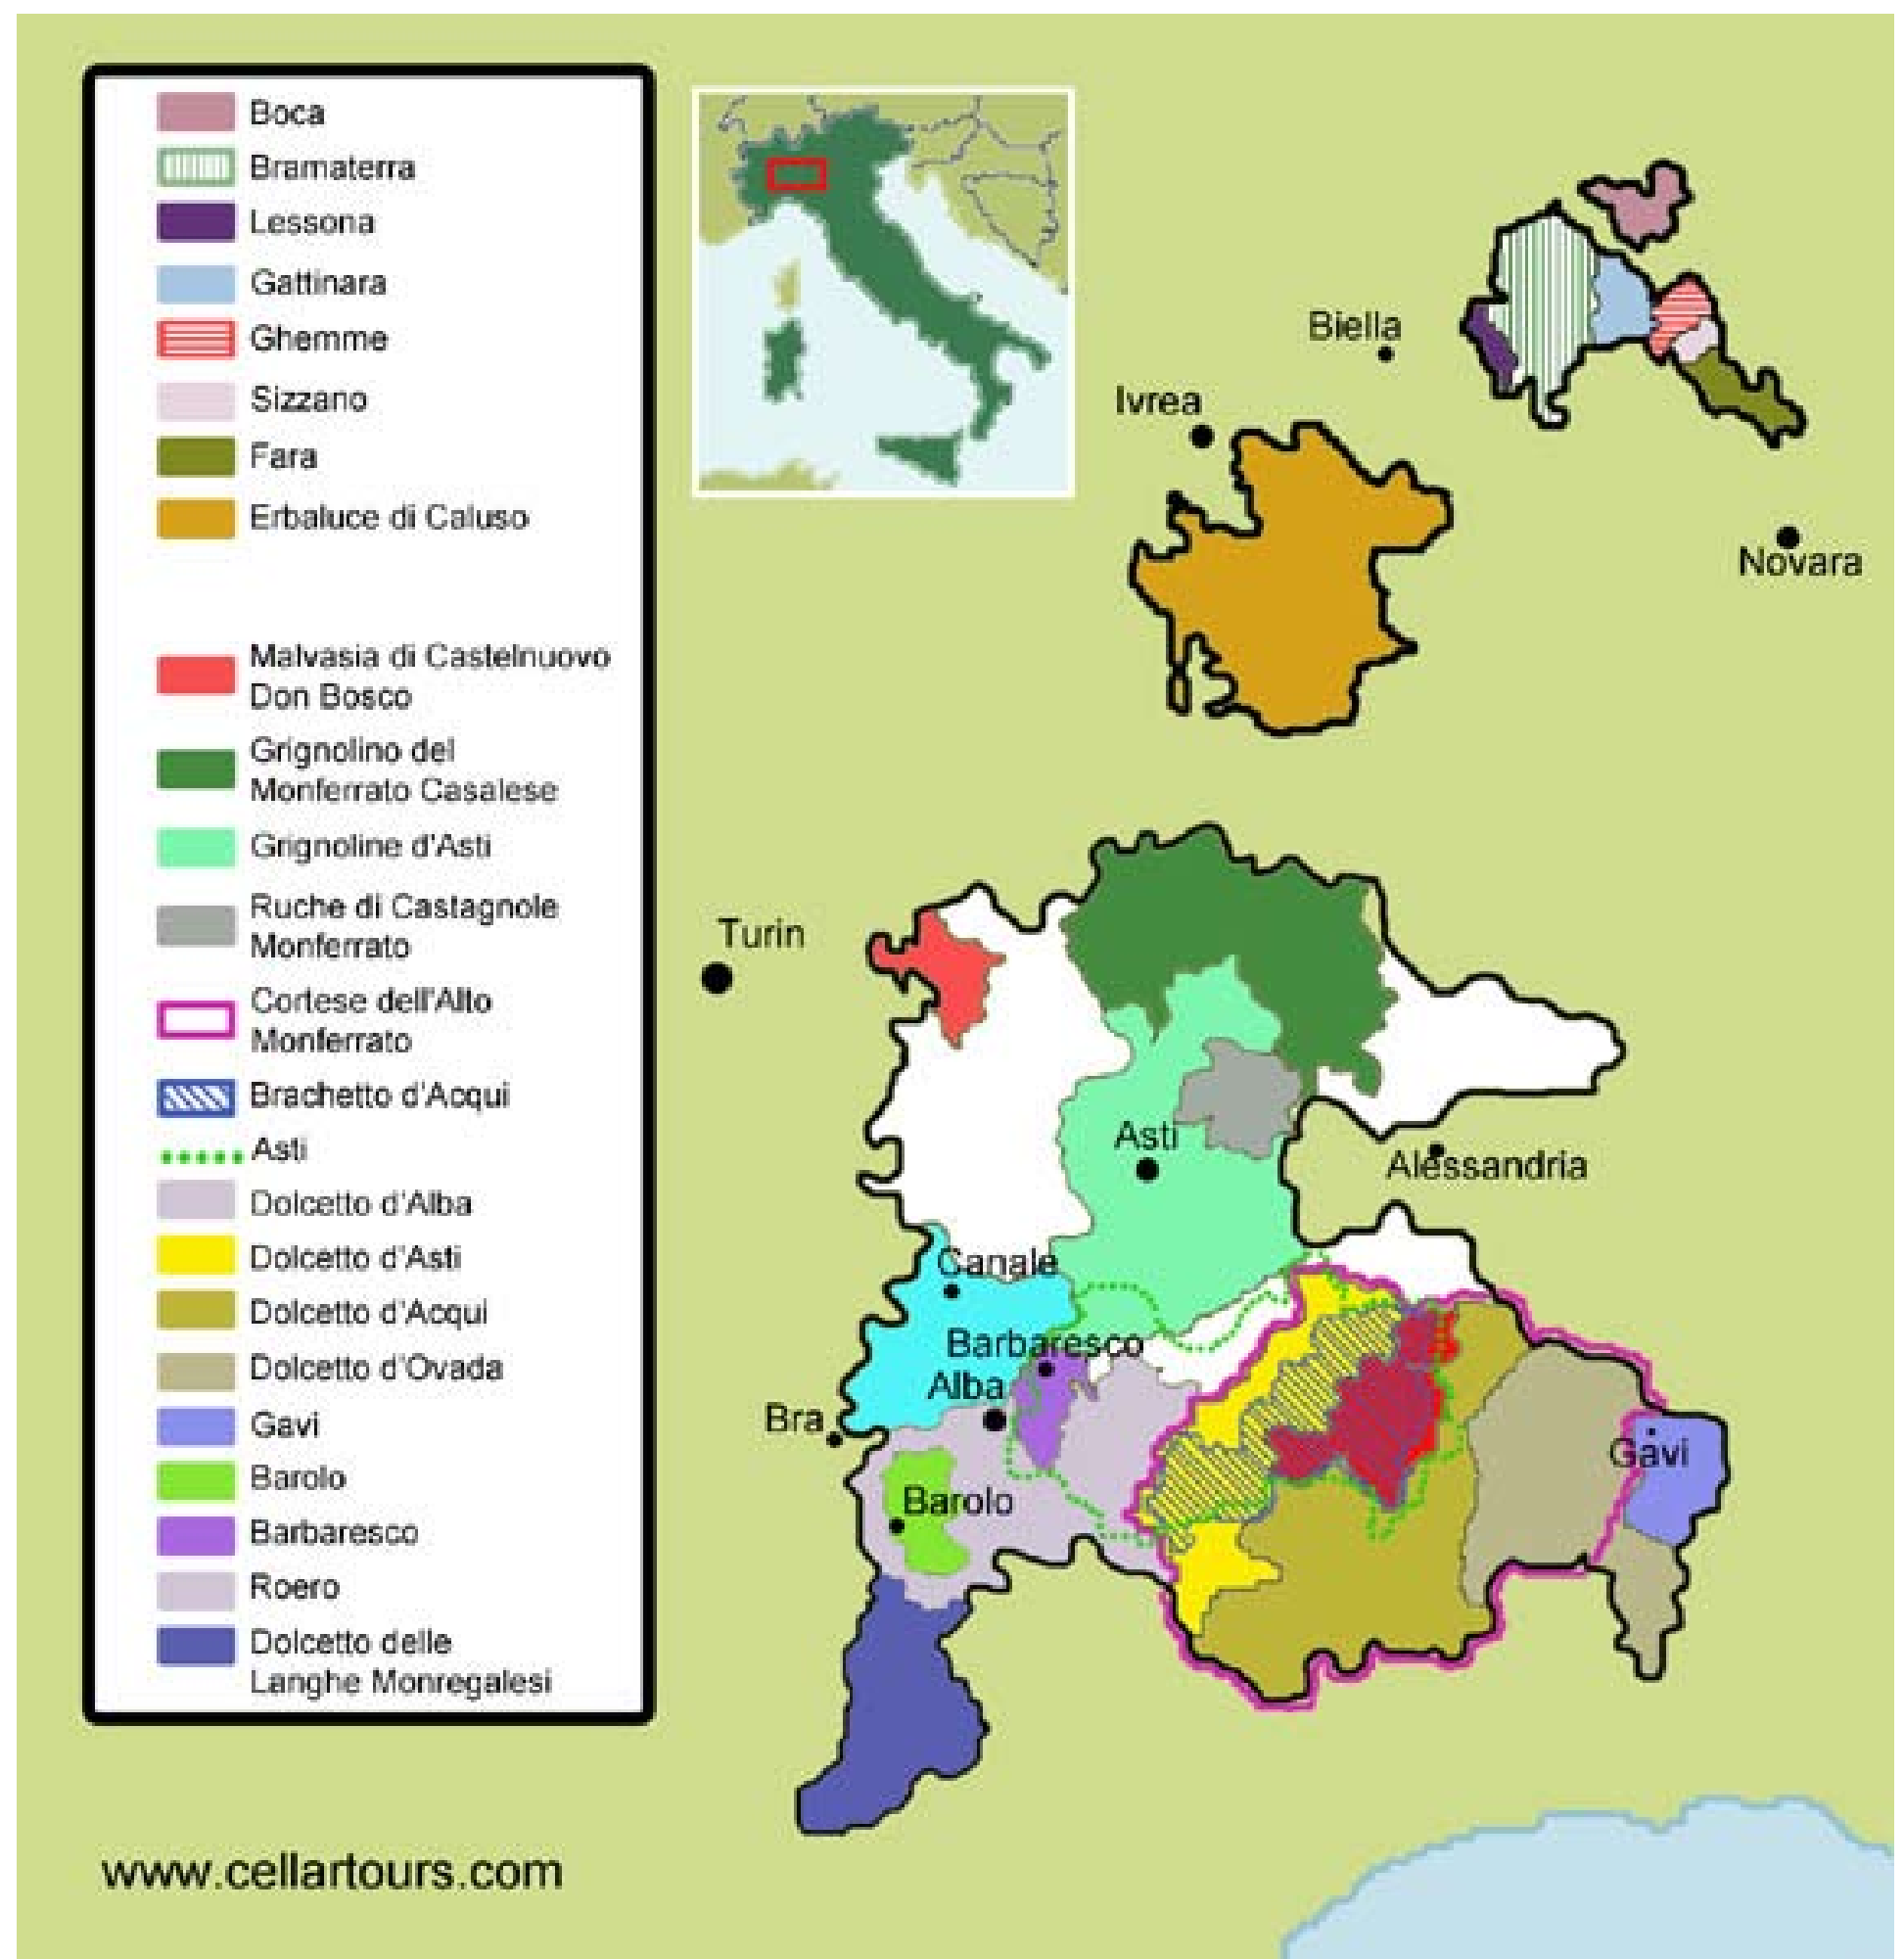 Boca
Bramaterra
Lessona
Gattinara
Ghemme
Sizzano
Fara
Erbaluce di Caluso
Malvasia di Castelnuovo
Don Bosco
Grignolino del
Monferrato Casalese
Grignoline d'Asti
Ruche di Castagnole
Monferrato
Cortese dell'Alto
Monferrato
Brachetto d'Acqui
Asti
Dolcetto d'Alba
Dolcetto d'Asti
Dolcetto d'Acqui
Dolcetto d'Ovada
Gavi
Barolo
Barbaresco
Roero
Dolcetto delle
Langhe Monregalesi
www.cellartours.com
Biella
Ivrea
Novara
Turin
Asti
Alessandria
Canale
Barbaresco
Alba
Bra
Gavi
Barolo